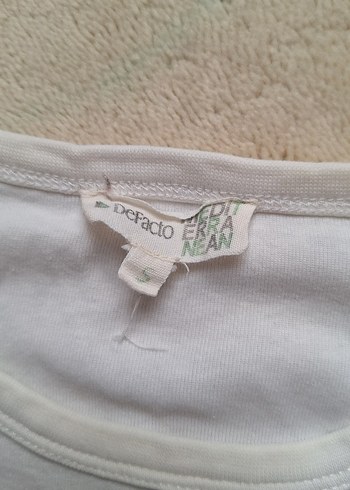 DeFacto
MEDIT
ERRA
NEAN
S